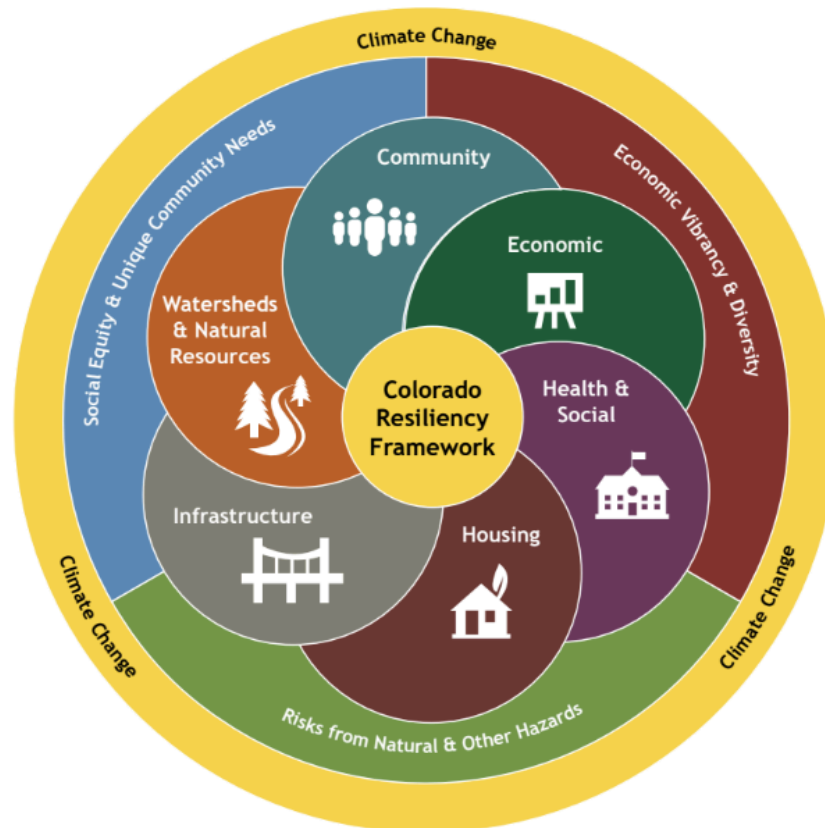 Climate Change
Social Equity & Unique Community Needs
Economic Vibrancy & Diversity
Community
Economic
Watersheds
& Natural
Resources
Health &
Social
Colorado
Resiliency
Framework
Infrastructure
Housing
Climate Change
Climate Change
Risks from Natural & Other Hazards